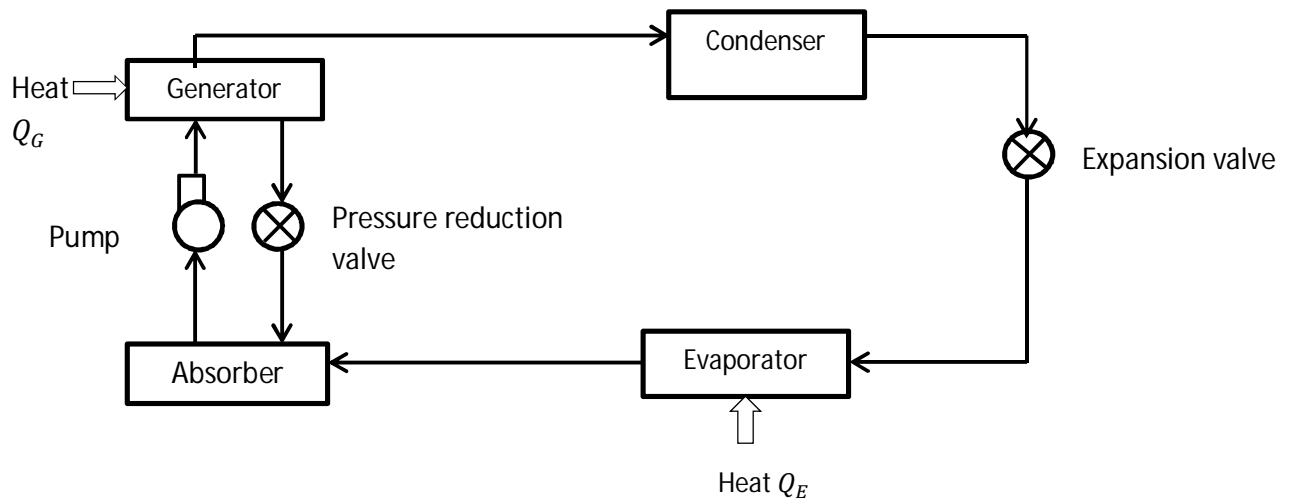 Condenser
Heat
Q_G
Generator
Expansion valve
Pump
Pressure reduction
valve
Absorber
Evaporator
Heat Q_E